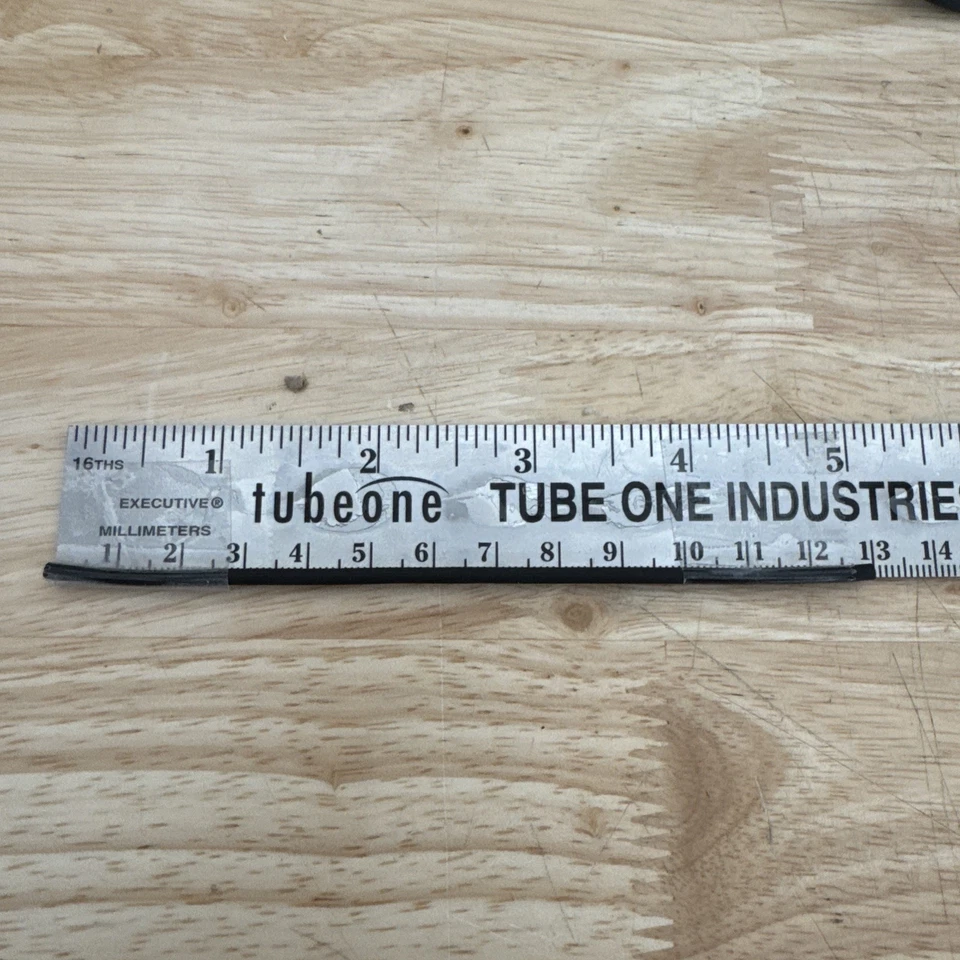 1 2 3 4 5
16THS
EXECUTIVE®
tubeone TUBE ONE INDUSTRIES
MILLIMETERS
1 2 3 4 5 6 7 8 9 10 11 12 13 14